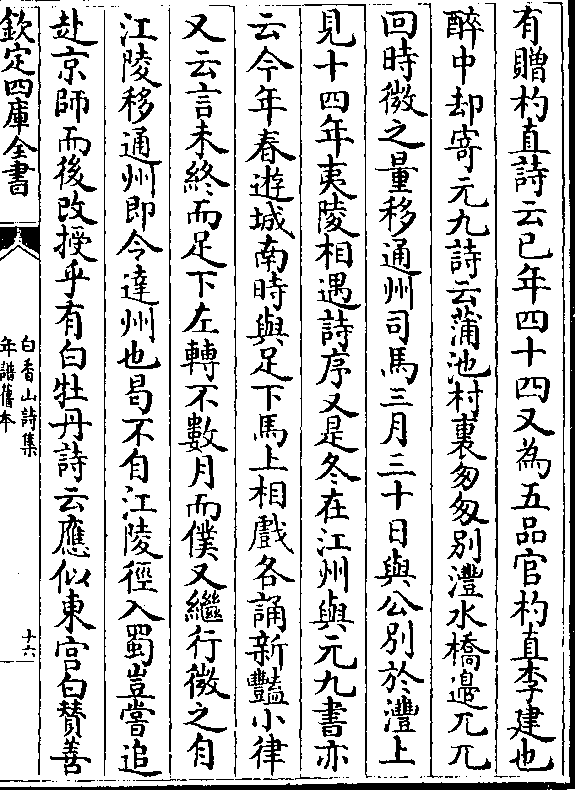 有贈杓直詩云已年四十四又為五品官杓直李建也
醉中却寄元九詩云蒲池村裏匆匆別灃水橋邉兀兀
回時微之量移通州司馬三月三十日與公別於灃上
見十四年夷陵相遇詩序又是冬在江州與元九書亦
云今年春遊城南時與足下馬上相戲各誦新豔小律
又云言未終而足下左轉不數月而僕又繼行微之自
江陵移通州即今達州也曷不自江陵徑入蜀豈嘗追
赴京師而後改授乎有白牡丹詩云應似東宫白賛善
欽定四庫全書
白香山詩集
年譜舊本
十六